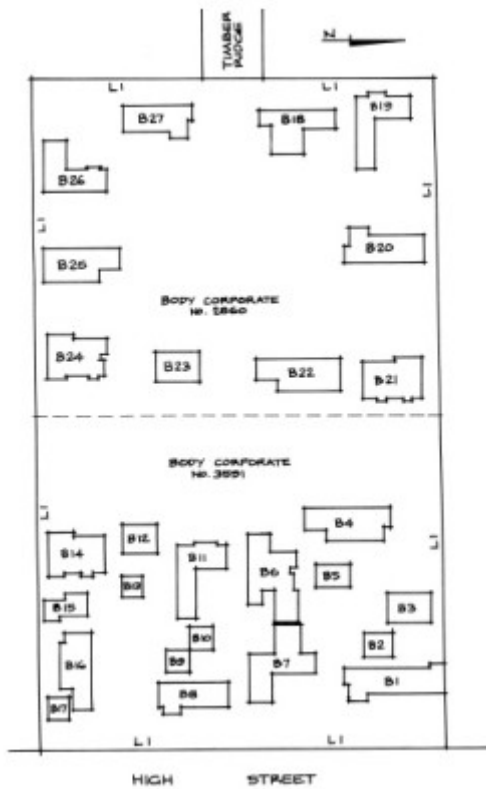 TIMBER
RIDGE
N
L1
L1
B27
B18
B19
B26
L1
L1
B20
B25
BODY CORPORATE
No. 2860
B24
B23
B22
B21
BODY CORPORATE
No. 3551
L1
L1
B4
B14
B12
B11
B6
B5
B13
B15
B3
B10
B2
B16
B9
B7
B1
B8
B17
L1
L1
HIGH STREET